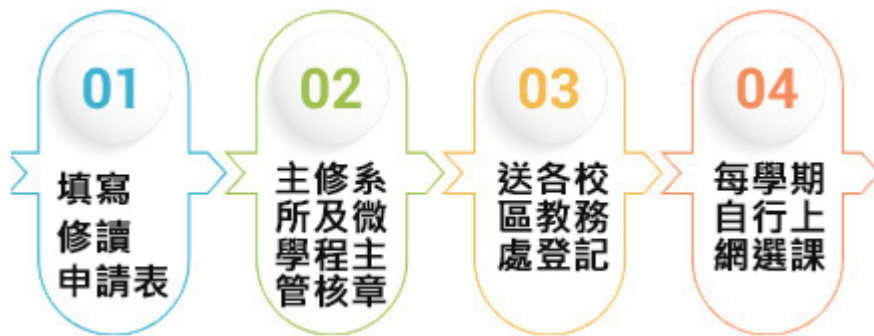 01
填寫
修讀
申請表
02
主修系
所及微
學程主
管核章
03
送各校
區教務
處登記
04
每學期
自行上
網選課